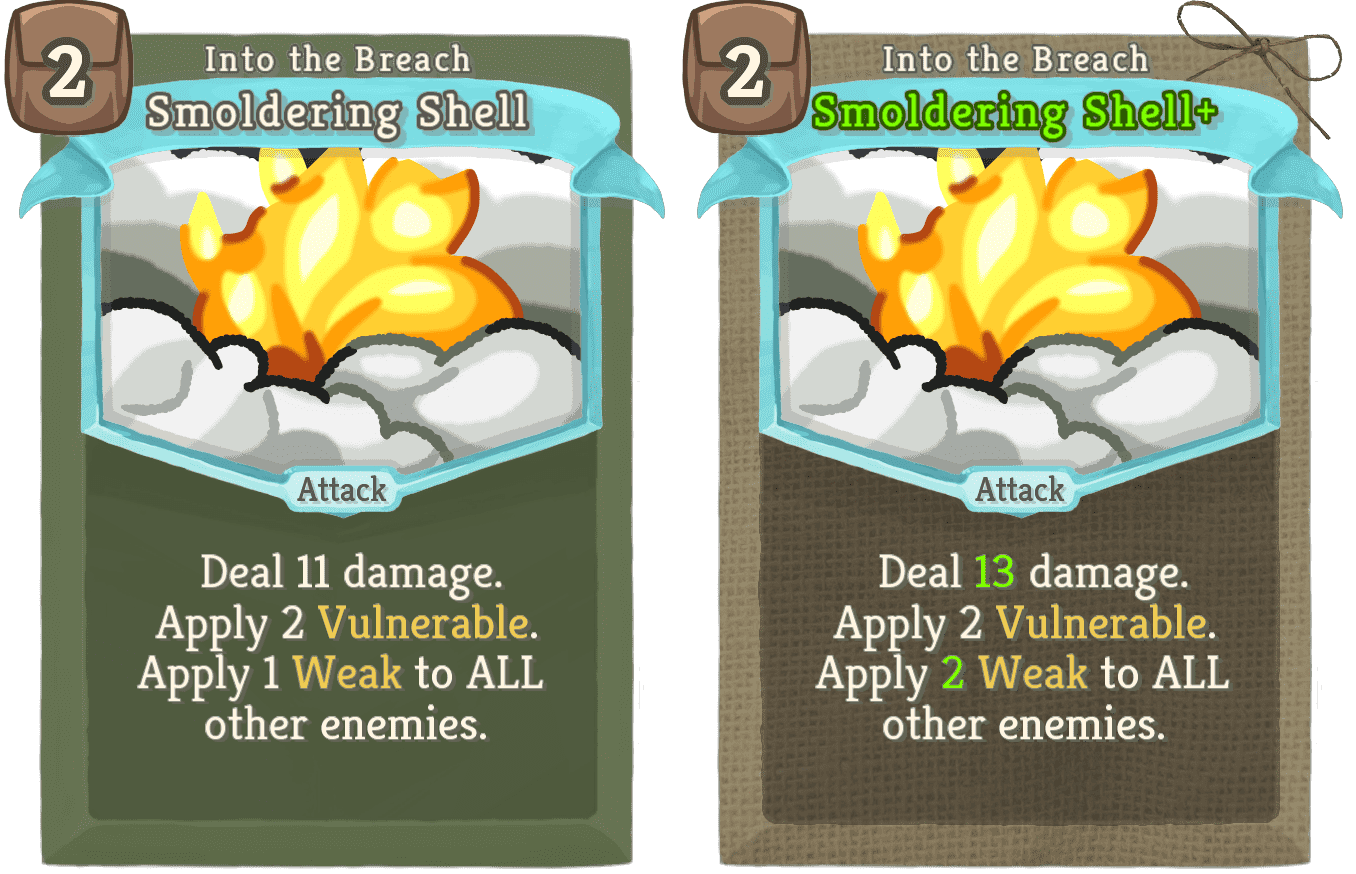 2
Into the Breach
Smoldering Shell
Attack
Deal 11 damage.
Apply 2 Vulnerable.
Apply 1 Weak to ALL
other enemies.
2
Into the Breach
Smoldering Shell+
Attack
Deal 13 damage.
Apply 2 Vulnerable.
Apply 2 Weak to ALL
other enemies.